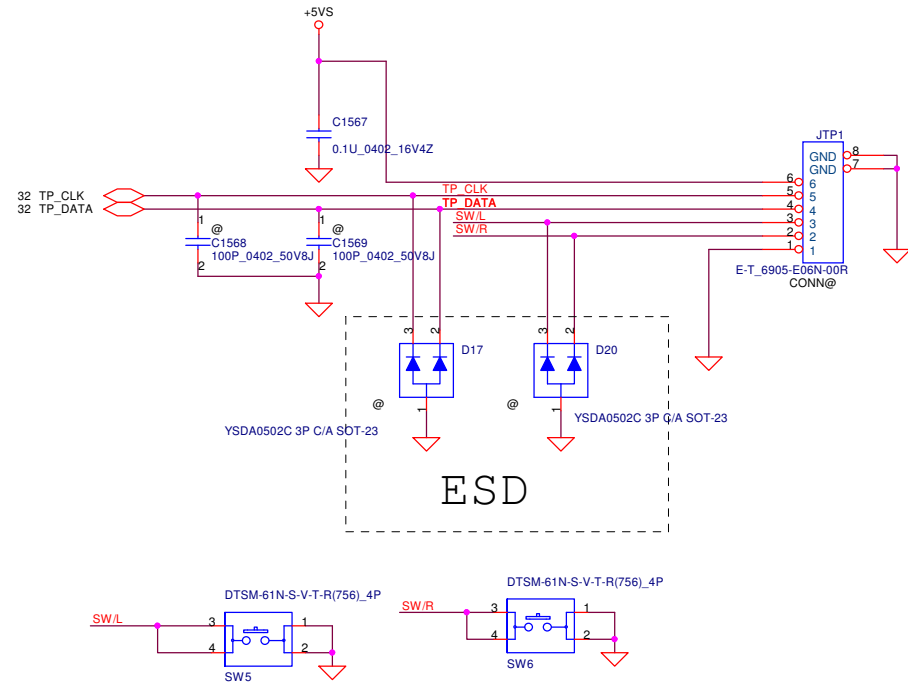 +5VS
C1567
0.1U_0402_16V4Z
JTP1
GND 8
GND 7
6 6
5 5
4 4
3 3
2 2
1 1
E-T_6905-E06N-00R
CONN@
32 TP_CLK
32 TP_DATA
TP_CLK
TP_DATA
SW/L
SW/R
1
@
C1568
100P_0402_50V8J
2
1
@
C1569
100P_0402_50V8J
2
3 2
D17
@
1
YSDA0502C 3P C/A SOT-23
3 2
D20
@
1
YSDA0502C 3P C/A SOT-23
ESD
DTSM-61N-S-V-T-R(756)_4P
SW/L
3 1
4 2
SW5
DTSM-61N-S-V-T-R(756)_4P
SW/R
3 1
4 2
SW6